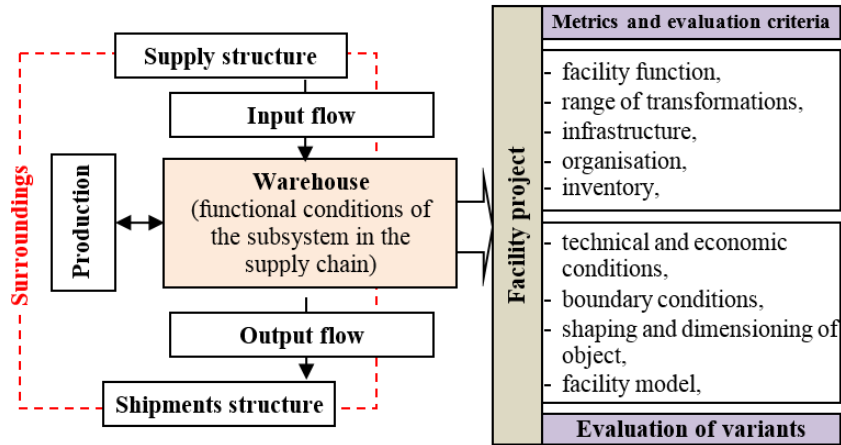 Supply structure
Input flow
Surroundings
Production
Warehouse
(functional conditions of
the subsystem in the
supply chain)
Output flow
Shipments structure
Facility project
Metrics and evaluation criteria
- facility function,
- range of transformations,
- infrastructure,
- organisation,
- inventory,
- technical and economic
conditions,
- boundary conditions,
- shaping and dimensioning of
object,
- facility model,
Evaluation of variants